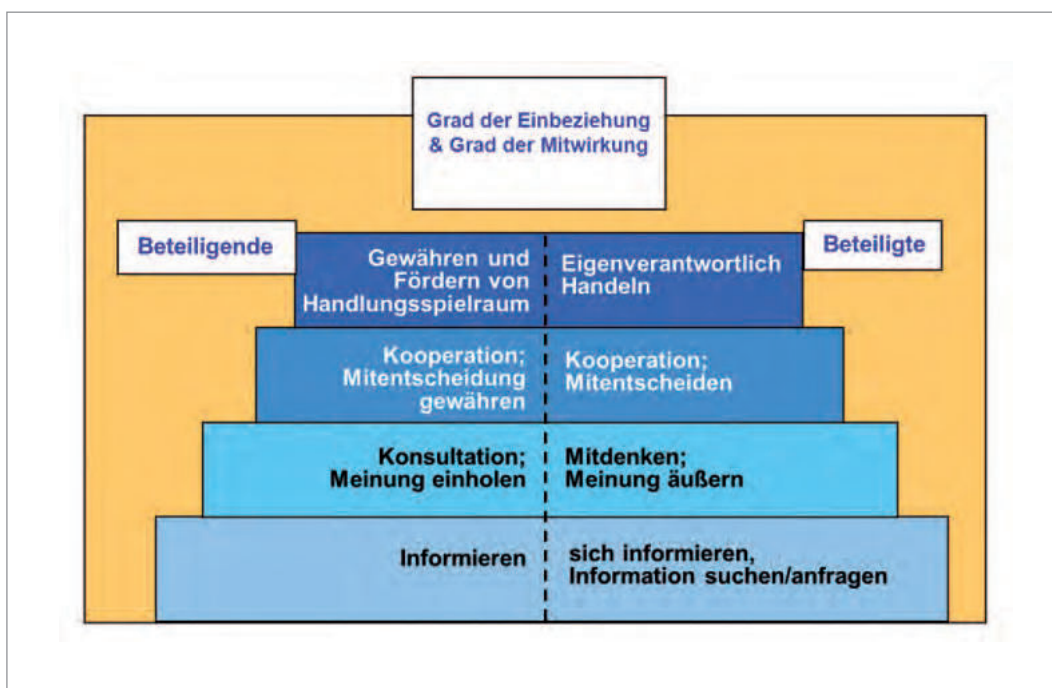 Grad der Einbeziehung
& Grad der Mitwirkung
Beteiligende
Beteiligte
Gewähren und
Fördern von
Handlungsspielraum
Eigenverantwortlich
Handeln
Kooperation;
Mitentscheidung
gewähren
Kooperation;
Mitentscheiden
Konsultation;
Meinung einholen
Mitdenken;
Meinung äußern
Informieren
sich informieren,
Information suchen/anfragen